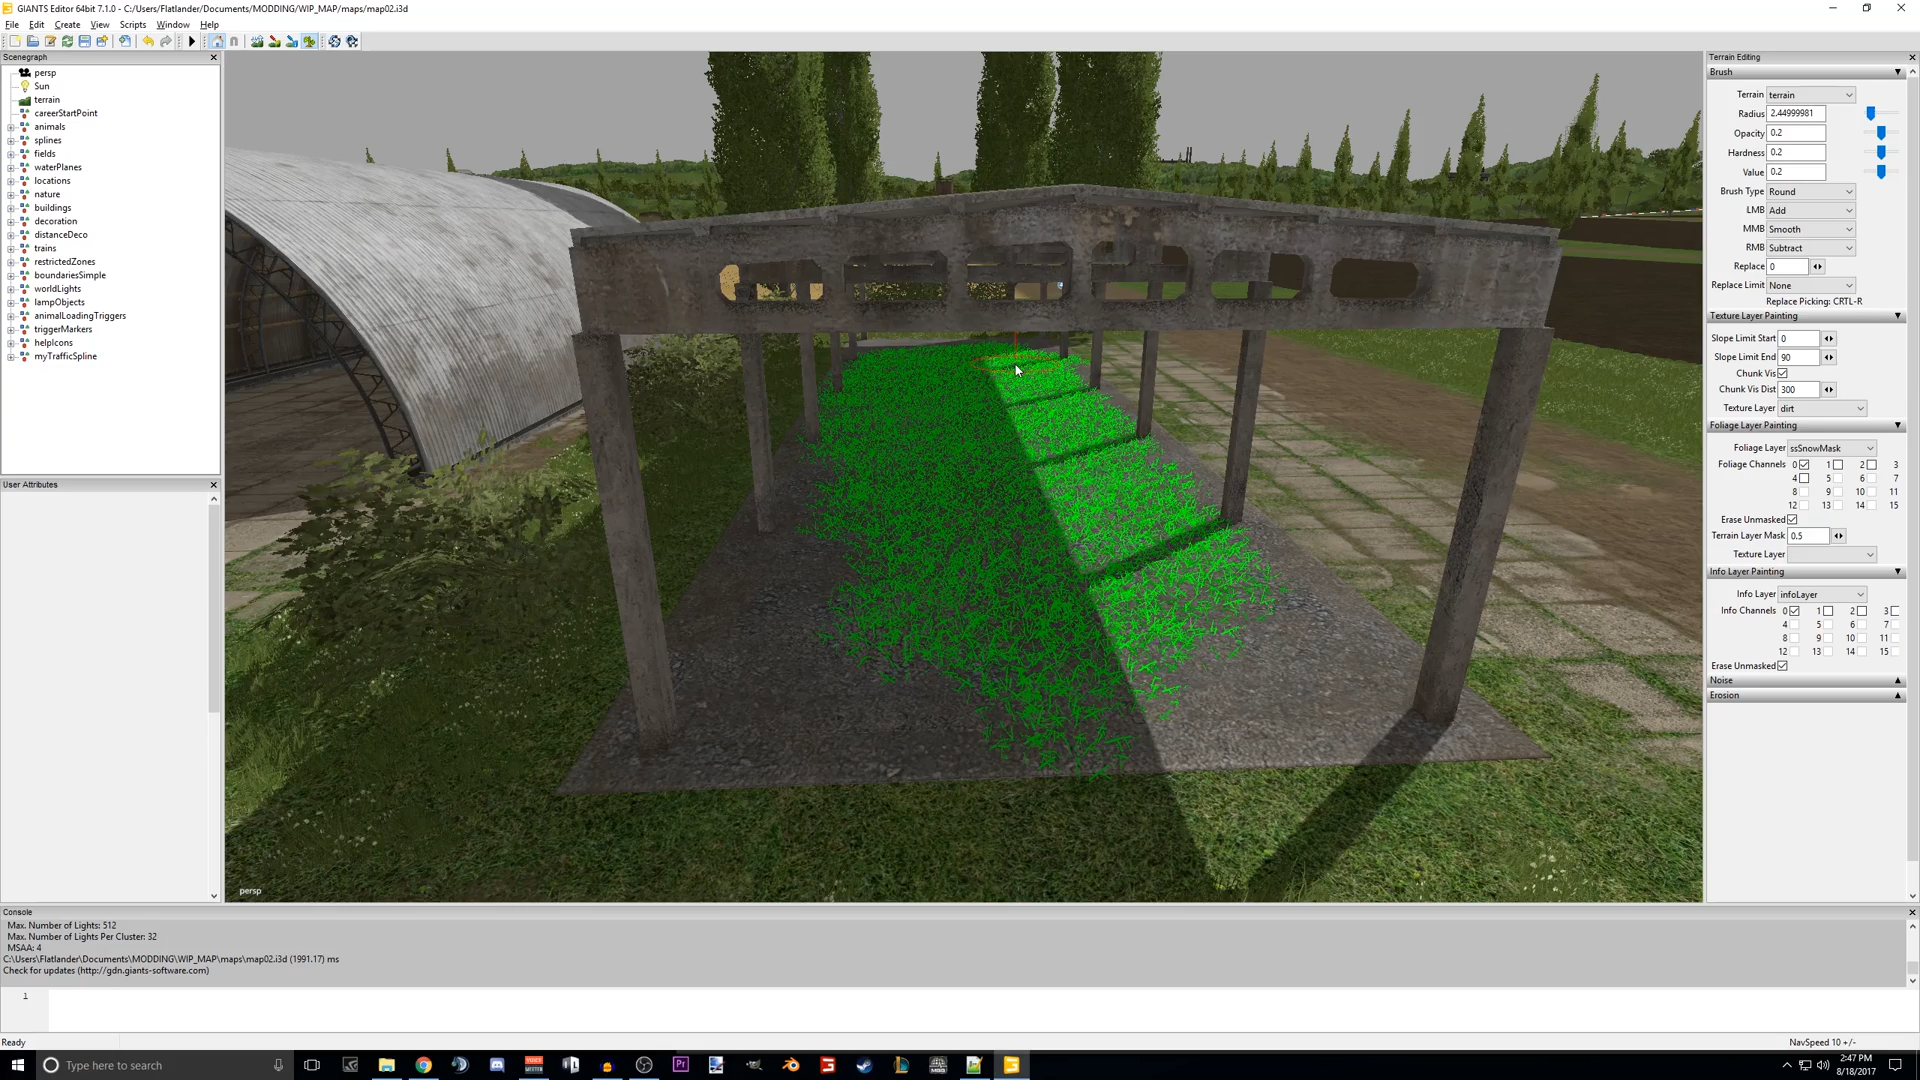 GIANTS Editor 64bit 7.1.0 - C:/Users/Flatlander/Documents/MODDING/WIP_MAP/maps/map02.i3d
File Edit Create View Scripts Window Help
Scenegraph
persp
Sun
terrain
careerStartPoint
animals
splines
fields
waterPlanes
locations
nature
buildings
decoration
distanceDeco
trains
restrictedZones
boundariesSimple
worldLights
lampObjects
animalLoadingTriggers
triggerMarkers
helpIcons
myTrafficSpline
User Attributes
persp
Terrain Editing
Brush
Terrain terrain
Radius 2.44999981
Opacity 0.2
Hardness 0.2
Value 0.2
Brush Type Round
LMB Add
MMB Smooth
RMB Subtract
Replace 0
Replace Limit None
Replace Picking: CRTL-R
Texture Layer Painting
Slope Limit Start 0
Slope Limit End 90
Chunk Vis
Chunk Vis Dist 300
Texture Layer dirt
Foliage Layer Painting
Foliage Layer ssSnowMask
Foliage Channels 0 1 2 3
4 5 6 7
8 9 10 11
12 13 14 15
Erase Unmasked
Terrain Layer Mask 0.5
Texture Layer
Info Layer Painting
Info Layer infoLayer
Info Channels 0 1 2 3
4 5 6 7
8 9 10 11
12 13 14 15
Erase Unmasked
Noise
Erosion
Console
Max. Number of Lights: 512
Max. Number of Lights Per Cluster: 32
MSAA: 4
C:\Users\Flatlander\Documents\MODDING\WIP_MAP\maps\map02.i3d (1991.17) ms
Check for updates (http://gdn.giants-software.com)
1
Ready
NavSpeed 10 +/-
Type here to search
Pr
2:47 PM
8/18/2017